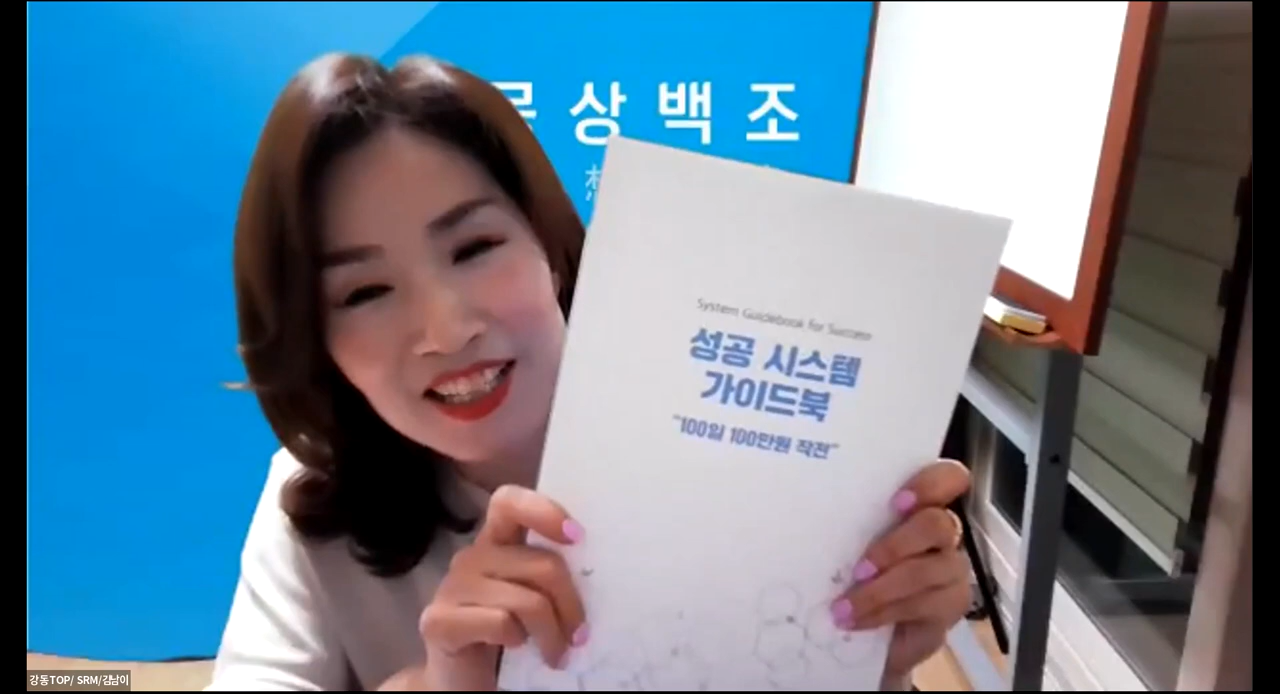 상백조
System Guidebook for Success
성공 시스템
가이드북
"100일 100만원 작전"
강동TOP/ SRM/김남이